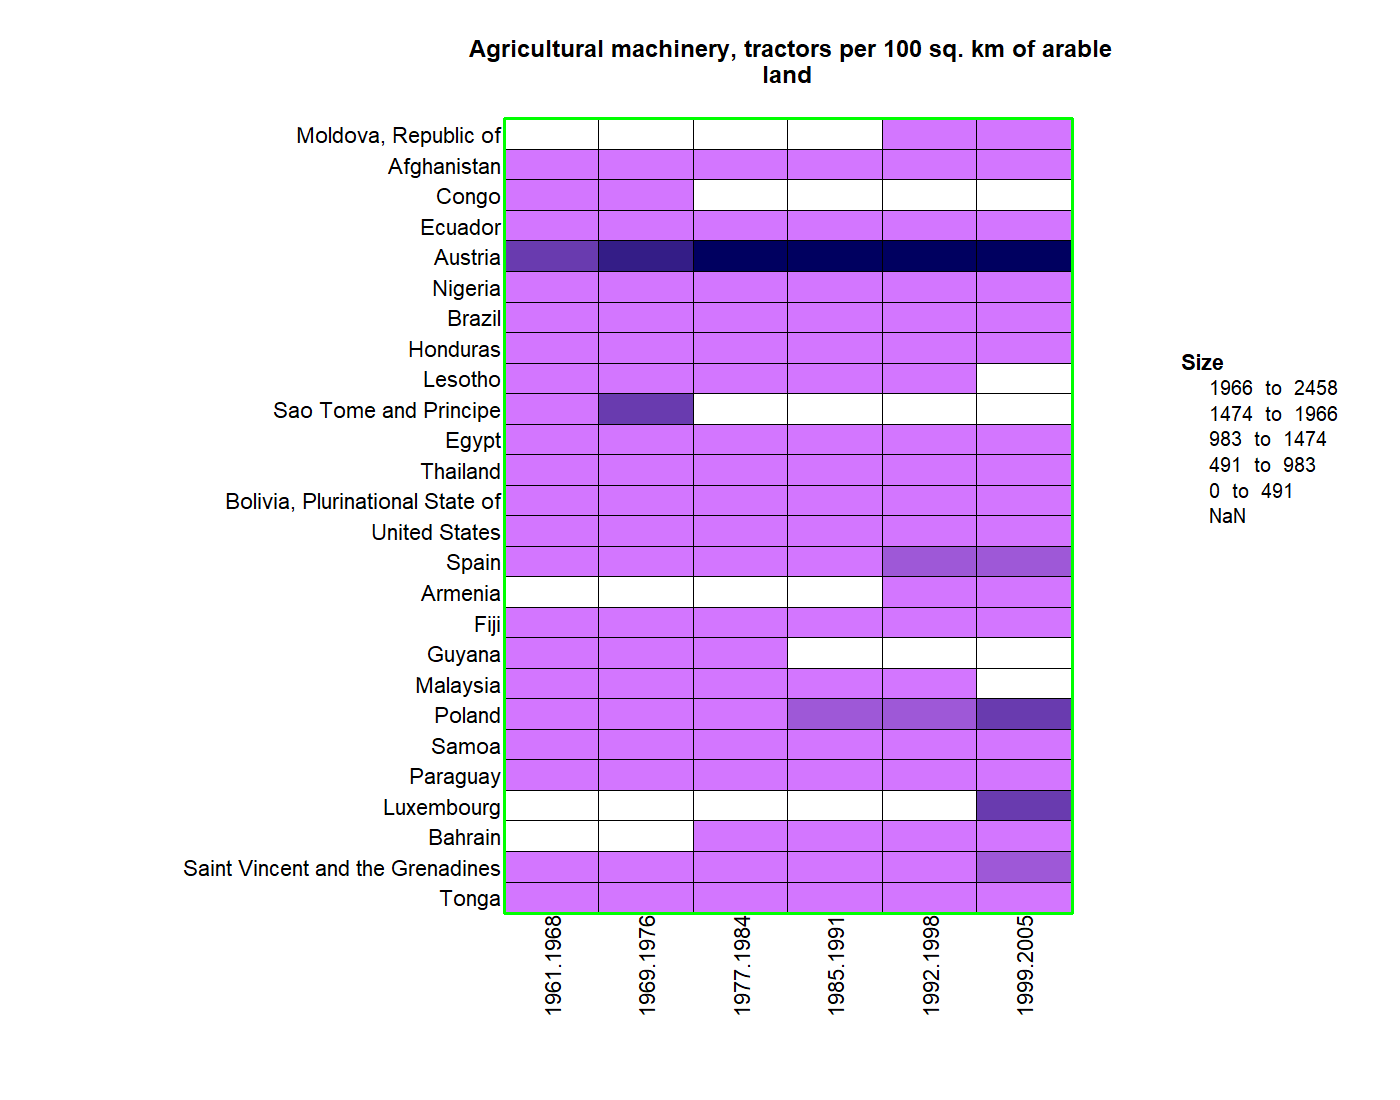 Agricultural machinery, tractors per 100 sq. km of arable
land
Moldova, Republic of
Afghanistan
Congo
Ecuador
Austria
Nigeria
Brazil
Honduras
Lesotho
Sao Tome and Principe
Egypt
Thailand
Bolivia, Plurinational State of
United States
Spain
Armenia
Fiji
Guyana
Malaysia
Poland
Samoa
Paraguay
Luxembourg
Bahrain
Saint Vincent and the Grenadines
Tonga
1961.1968
1969.1976
1977.1984
1985.1991
1992.1998
1999.2005
Size
1966 to 2458
1474 to 1966
983 to 1474
491 to 983
0 to 491
NaN